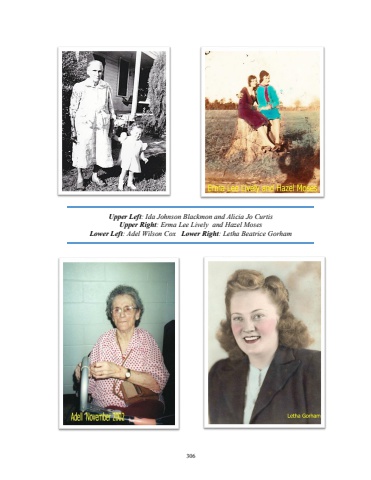 Erma Lee Lively and Hazel Moses
Upper Left: Ida Johnson Blackmon and Alicia Jo Curtis
Upper Right: Erma Lee Lively and Hazel Moses
Lower Left: Adel Wilson Cox Lower Right: Letha Beatrice Gorham
Adell November 2002
Letha Gorham
306